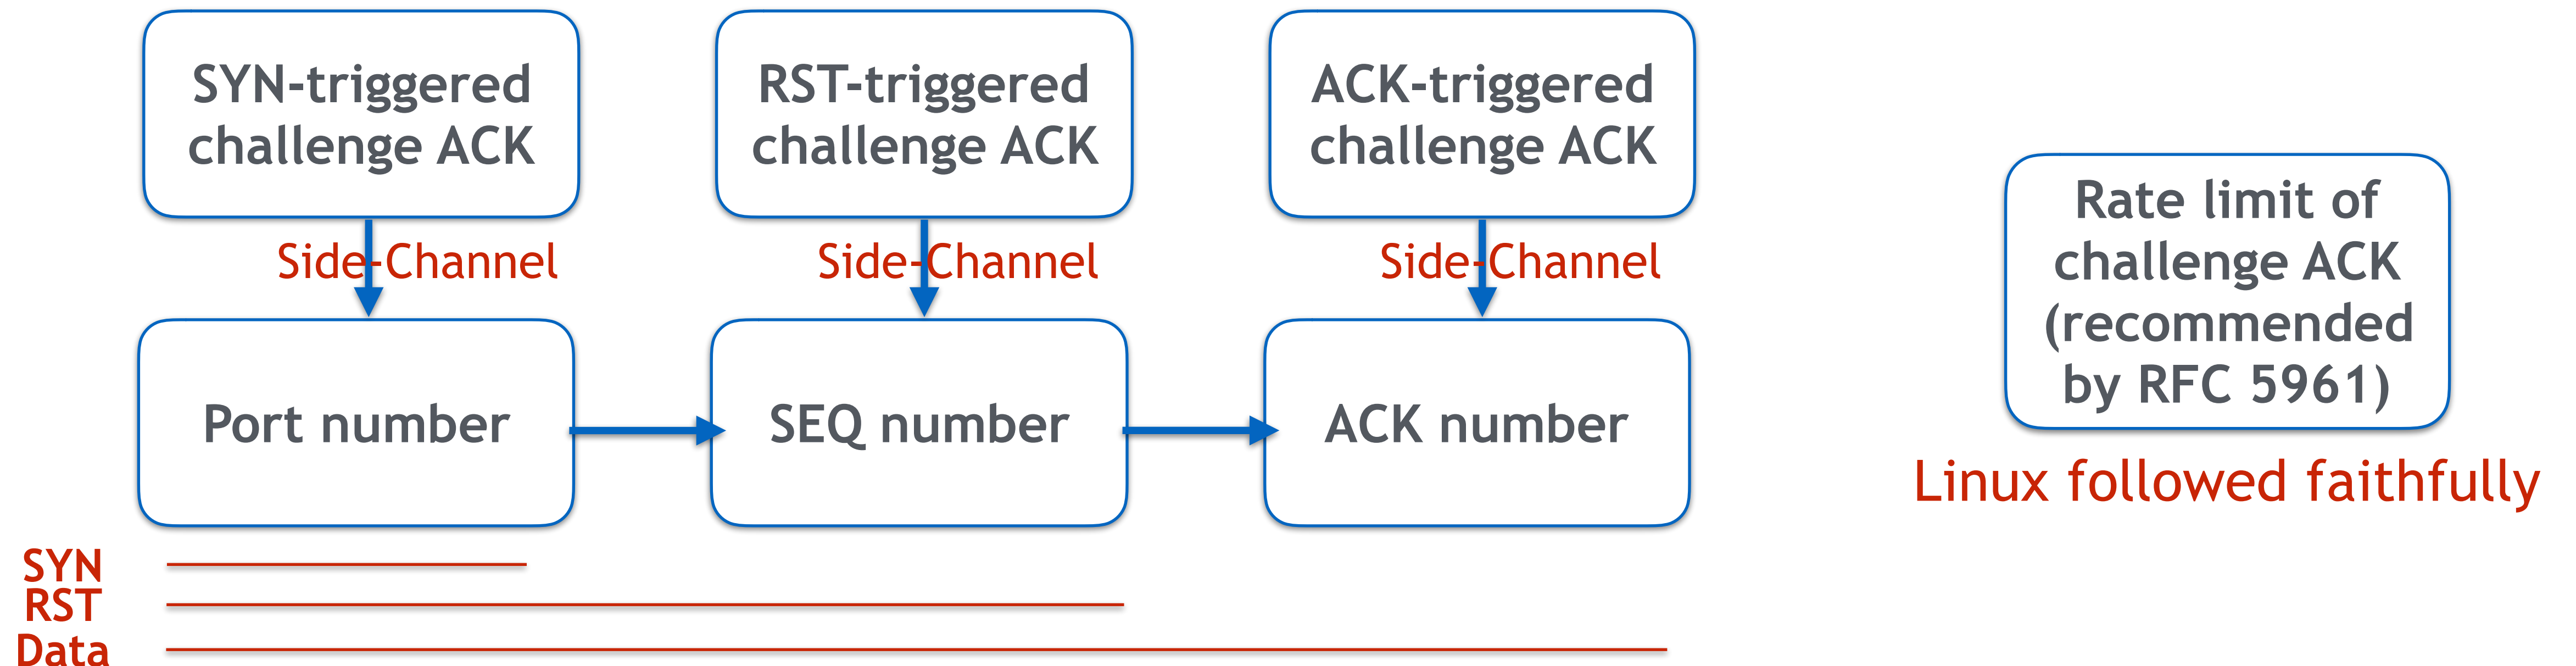 SYN-triggered
challenge ACK
RST-triggered
challenge ACK
ACK-triggered
challenge ACK
Side-Channel
Side-Channel
Side-Channel
Port number
SEQ number
ACK number
SYN
RST
Data
Rate limit of
challenge ACK
(recommended
by RFC 5961)
Linux followed faithfully